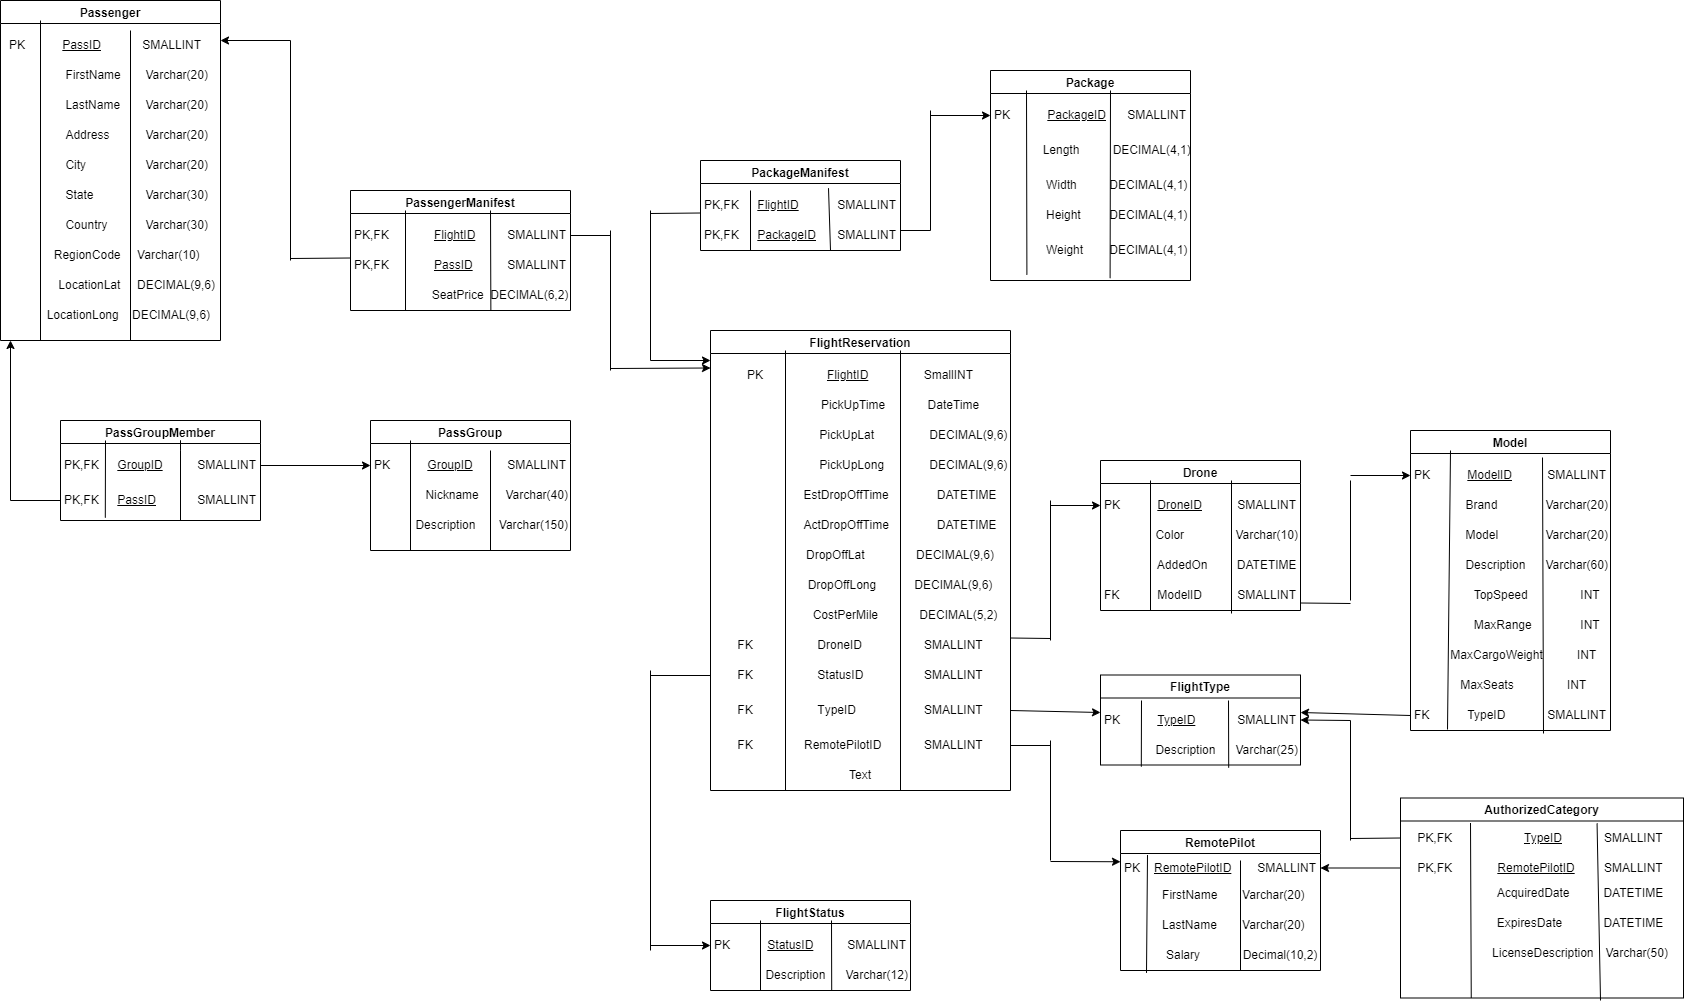 Passenger
PK PassID SMALLINT
FirstName Varchar(20)
LastName Varchar(20)
Address Varchar(20)
City Varchar(20)
State Varchar(30)
Country Varchar(30)
RegionCode Varchar(10)
LocationLat DECIMAL(9,6)
LocationLong DECIMAL(9,6)
PassengerManifest
PK,FK FlightID SMALLINT
PK,FK PassID SMALLINT
SeatPrice DECIMAL(6,2)
PackageManifest
PK,FK FlightID SMALLINT
PK,FK PackageID SMALLINT
Package
PK PackageID SMALLINT
Length DECIMAL(4,1)
Width DECIMAL(4,1)
Height DECIMAL(4,1)
Weight DECIMAL(4,1)
PassGroupMember
PK,FK GroupID SMALLINT
PK,FK PassID SMALLINT
PassGroup
PK GroupID SMALLINT
Nickname Varchar(40)
Description Varchar(150)
FlightReservation
PK FlightID SmallINT
PickUpTime DateTime
PickUpLat DECIMAL(9,6)
PickUpLong DECIMAL(9,6)
EstDropOffTime DATETIME
ActDropOffTime DATETIME
DropOffLat DECIMAL(9,6)
DropOffLong DECIMAL(9,6)
CostPerMile DECIMAL(5,2)
FK DroneID SMALLINT
FK StatusID SMALLINT
FK TypeID SMALLINT
FK RemotePilotID SMALLINT
Text
Drone
PK DroneID SMALLINT
Color Varchar(10)
AddedOn DATETIME
FK ModelID SMALLINT
Model
PK ModelID SMALLINT
Brand Varchar(20)
Model Varchar(20)
Description Varchar(60)
TopSpeed INT
MaxRange INT
MaxCargoWeight INT
MaxSeats INT
FK TypeID SMALLINT
FlightType
PK TypeID SMALLINT
Description Varchar(25)
RemotePilot
PK RemotePilotID SMALLINT
FirstName Varchar(20)
LastName Varchar(20)
Salary Decimal(10,2)
AuthorizedCategory
PK,FK TypeID SMALLINT
PK,FK RemotePilotID SMALLINT
AcquiredDate DATETIME
ExpiresDate DATETIME
LicenseDescription Varchar(50)
FlightStatus
PK StatusID SMALLINT
Description Varchar(12)